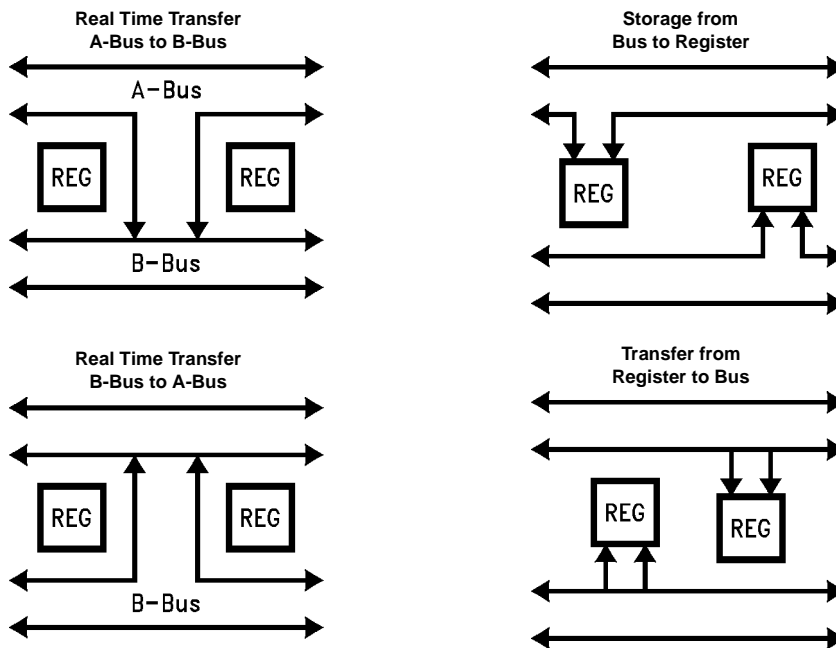 Real Time Transfer
A-Bus to B-Bus
A-Bus
REG
REG
B-Bus
Storage from
Bus to Register
REG
REG
Real Time Transfer
B-Bus to A-Bus
REG
REG
B-Bus
Transfer from
Register to Bus
REG
REG